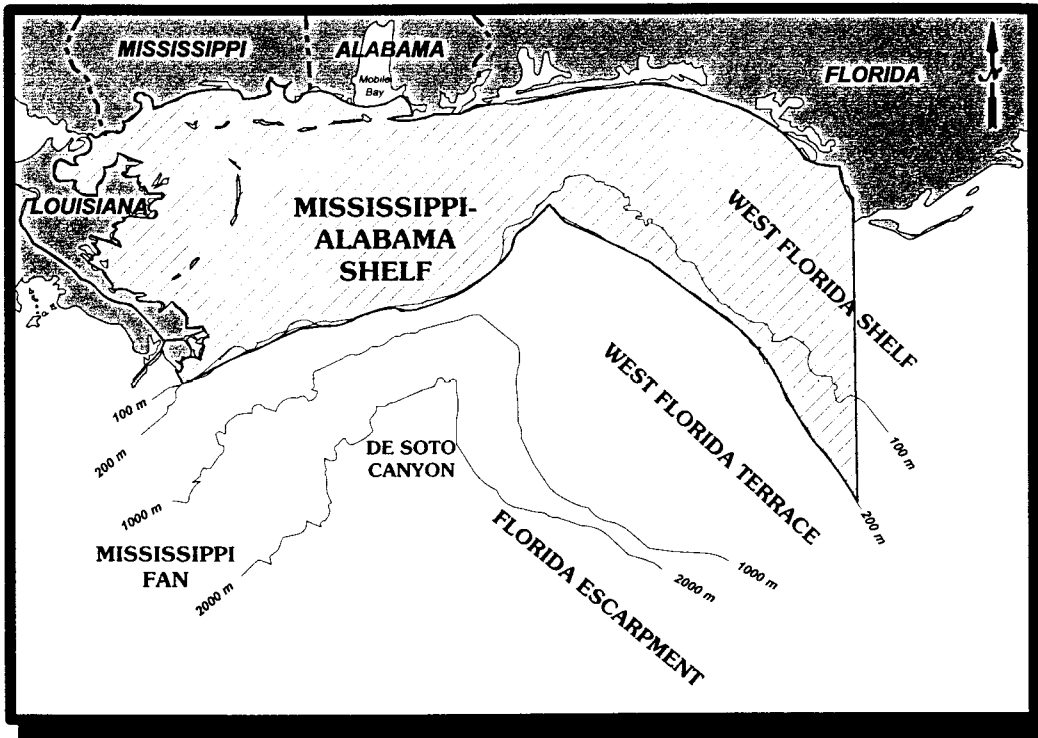 MISSISSIPPI
ALABAMA
FLORIDA
N
Mobile
Bay
LOUISIANA
MISSISSIPPI-
ALABAMA
SHELF
WEST FLORIDA SHELF
WEST FLORIDA TERRACE
100 m
200 m
DE SOTO
CANYON
100 m
200 m
1000 m
MISSISSIPPI
FAN
2000 m
FLORIDA ESCARPMENT
1000 m
2000 m